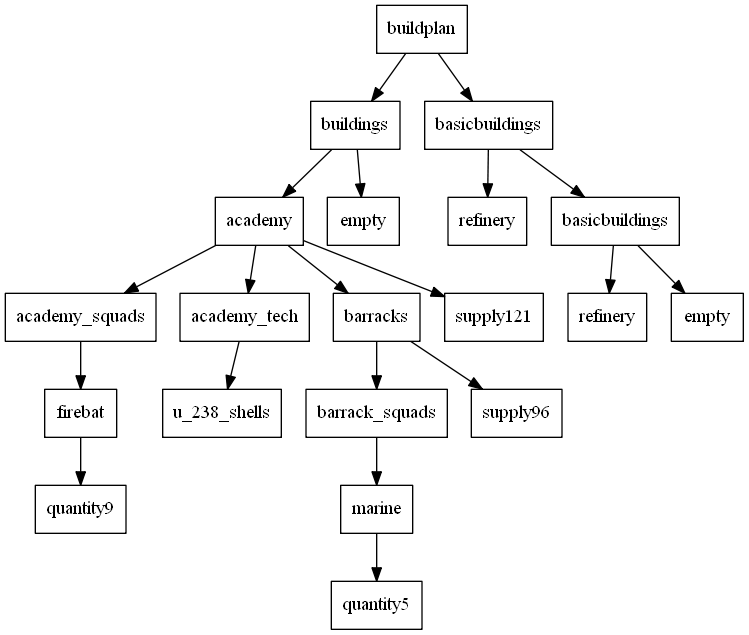 buildplan
buildings
basicbuildings
academy
empty
refinery
basicbuildings
academy_squads
academy_tech
barracks
supply121
refinery
empty
firebat
u_238_shells
barrack_squads
supply96
quantity9
marine
quantity5